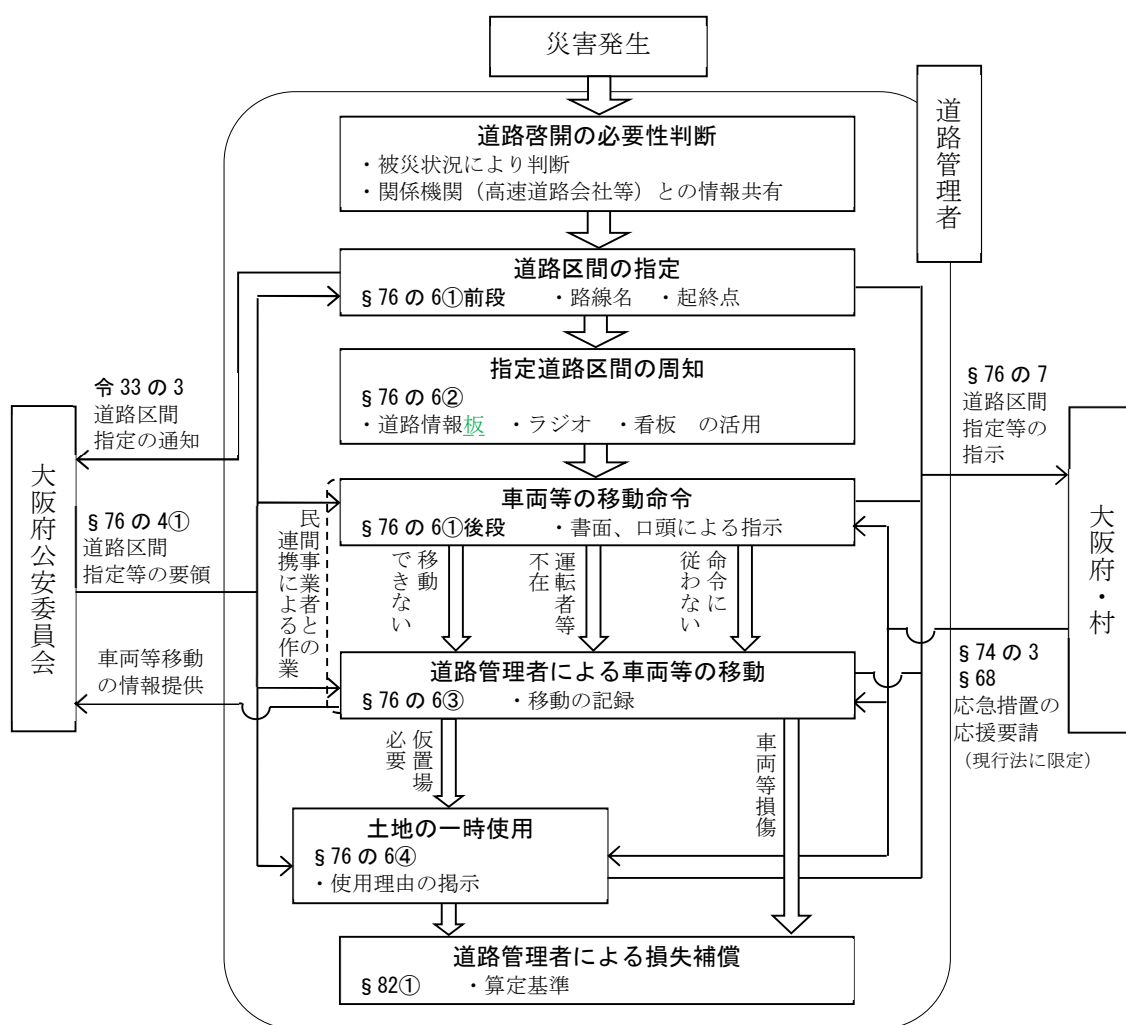 災害発生
道路管理者
道路啓開の必要性判断
・被災状況により判断
・関係機関（高速道路会社等）との情報共有
道路区間の指定
§76の6①前段　・路線名　・起終点
指定道路区間の周知
§76の6②
・道路情報板　・ラジオ　・看板　の活用
令33の3
道路区間
指定の通知
§76の7
道路区間
指定等の
指示
大阪府公安委員会
§76の4①
道路区間
指定等の要領
民間事業者との
連携による作業
車両等の移動命令
§76の6①後段　・書面、口頭による指示
移動
できない
運転者等
不在
命令に
従わない
大阪府・村
車両等移動
の情報提供
道路管理者による車両等の移動
§76の6③　・移動の記録
§74の3
§68
応急措置の
応援要請
（現行法に限定）
仮置場
必要
車両等損傷
土地の一時使用
§76の6④
・使用理由の掲示
道路管理者による損失補償
§82①　・算定基準